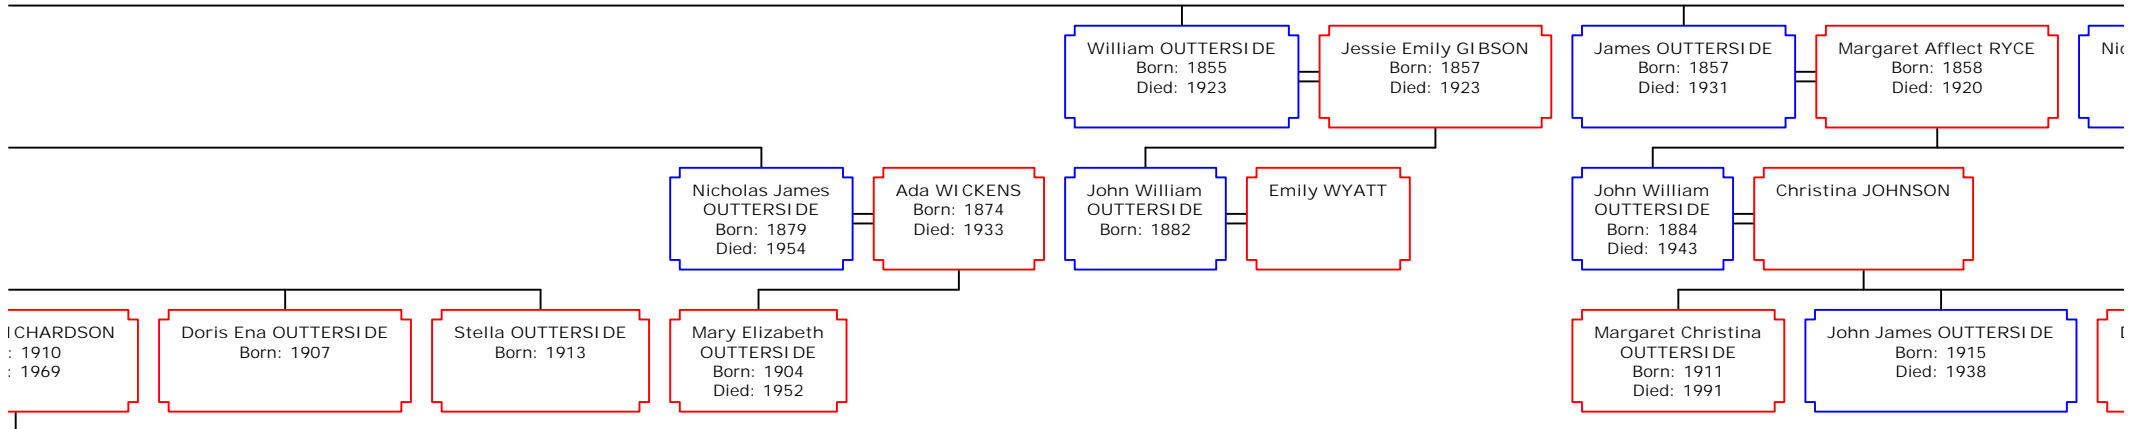 William OUTTERSIDE
Born: 1855
Died: 1923
Jessie Emily GIBSON
Born: 1857
Died: 1923
James OUTTERSIDE
Born: 1857
Died: 1931
Margaret Afflect RYCE
Born: 1858
Died: 1920
Nicholas James
OUTTERSIDE
Born: 1879
Died: 1954
Ada WICKENS
Born: 1874
Died: 1933
John William
OUTTERSIDE
Born: 1882
Emily WYATT
John William
OUTTERSIDE
Born: 1884
Died: 1943
Christina JOHNSON
ICHARDSON
: 1910
: 1969
Doris Ena OUTTERSIDE
Born: 1907
Stella OUTTERSIDE
Born: 1913
Mary Elizabeth
OUTTERSIDE
Born: 1904
Died: 1952
Margaret Christina
OUTTERSIDE
Born: 1911
Died: 1991
John James OUTTERSIDE
Born: 1915
Died: 1938